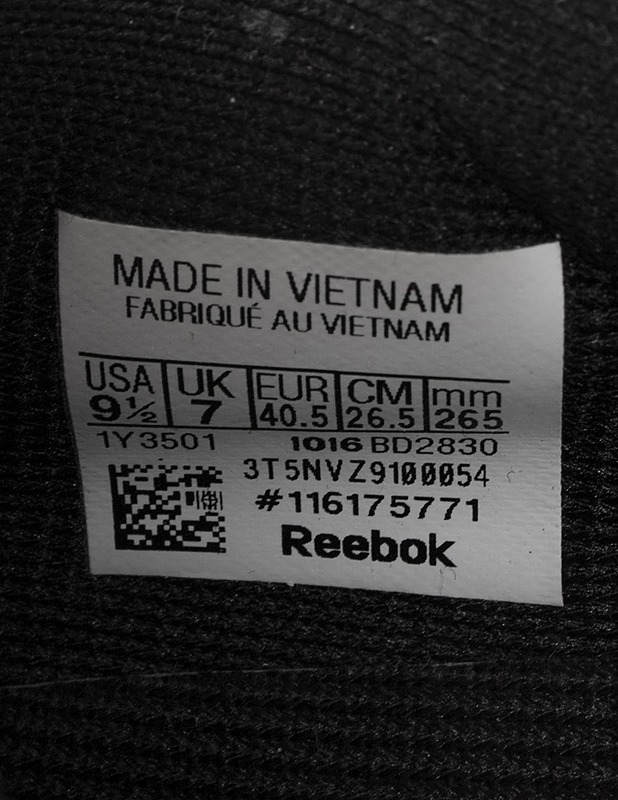 MADE IN VIETNAM
FABRIQUÉ AU VIETNAM
USA UK EUR CM mm
9½ 7 40.5 26.5 265
1Y3501 1016 BD2830
3T5NVZ9100054
#116175771
Reebok